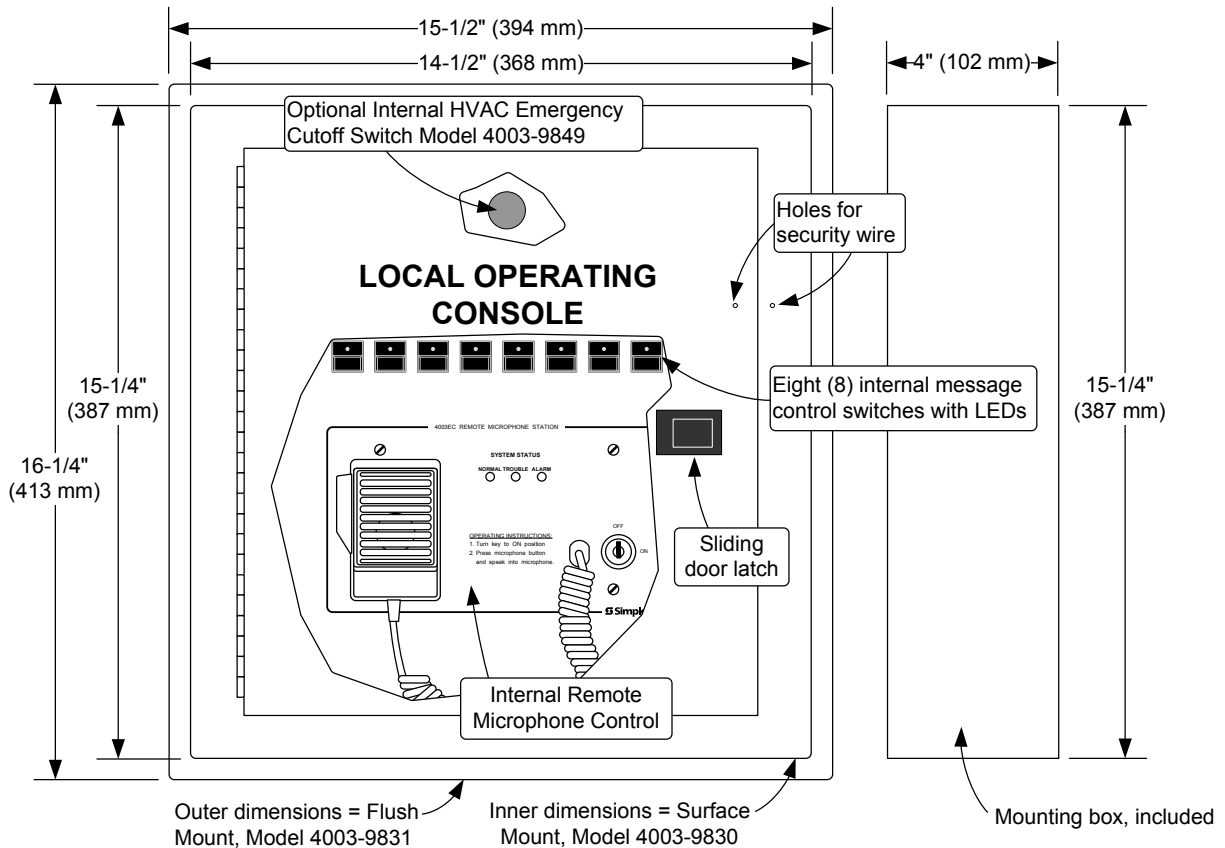 15-1/2" (394 mm)
14-1/2" (368 mm)
4" (102 mm)
Optional Internal HVAC Emergency
Cutoff Switch Model 4003-9849
Holes for
security wire
LOCAL OPERATING
CONSOLE
15-1/4"
(387 mm)
16-1/4"
(413 mm)
Eight (8) internal message
control switches with LEDs
15-1/4"
(387 mm)
4003EC REMOTE MICROPHONE STATION
SYSTEM STATUS
NORMAL TROUBLE ALARM
OPERATING INSTRUCTIONS:
1. Turn key to ON position
2. Press microphone button
and speak into microphone.
OFF
ON
Sliding
door latch
Simpl
Internal Remote
Microphone Control
Outer dimensions = Flush
Mount, Model 4003-9831
Inner dimensions = Surface
Mount, Model 4003-9830
Mounting box, included